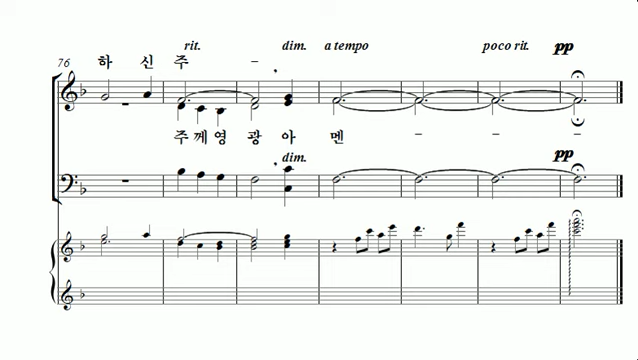 rit. dim. a tempo poco rit. pp
76 하 신 주 -
주 께 영 광 아 멘 - - -
dim. pp